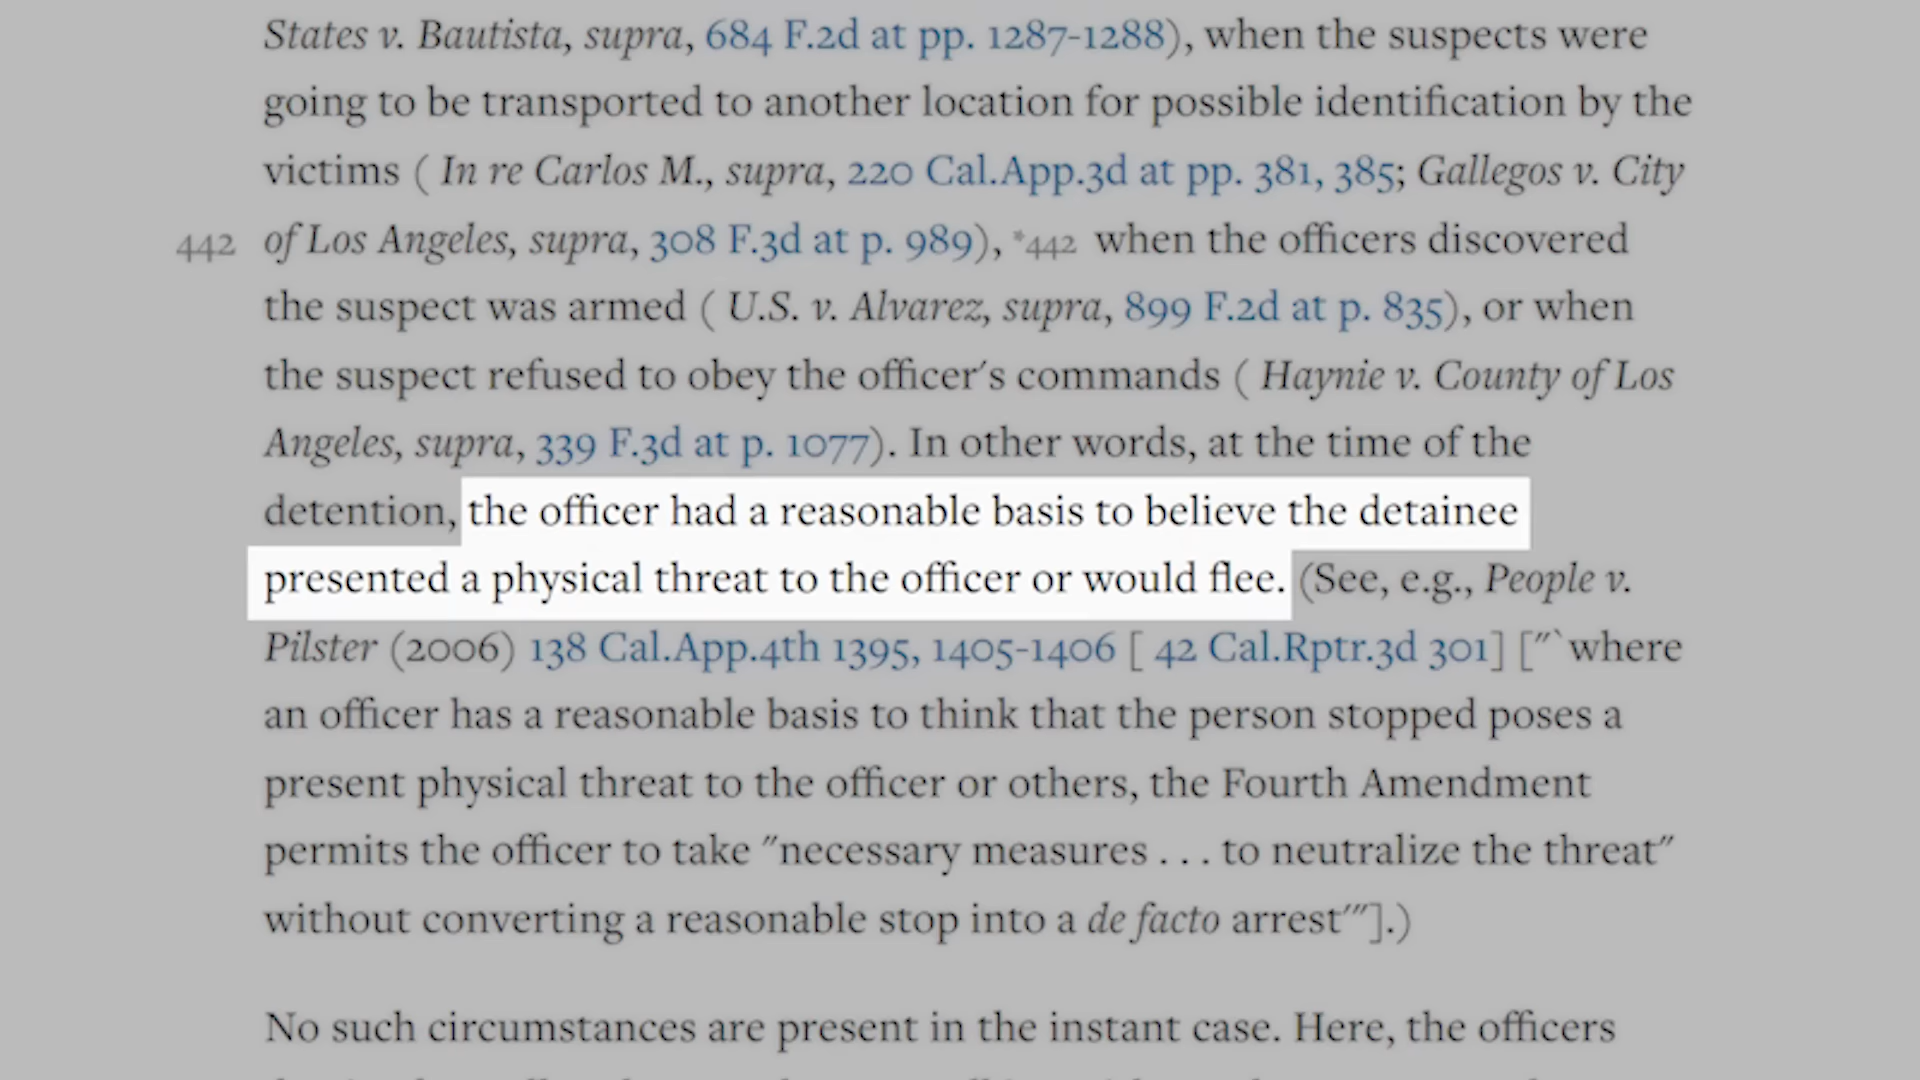 States v. Bautista, supra, 684 F.2d at pp. 1287-1288), when the suspects were
going to be transported to another location for possible identification by the
victims ( In re Carlos M., supra, 220 Cal.App.3d at pp. 381, 385; Gallegos v. City
442 of Los Angeles, supra, 308 F.3d at p. 989), *442 when the officers discovered
the suspect was armed ( U.S. v. Alvarez, supra, 899 F.2d at p. 835), or when
the suspect refused to obey the officer's commands ( Haynie v. County of Los
Angeles, supra, 339 F.3d at p. 1077). In other words, at the time of the
detention, the officer had a reasonable basis to believe the detainee
presented a physical threat to the officer or would flee. (See, e.g., People v.
Pilster (2006) 138 Cal.App.4th 1395, 1405-1406 [ 42 Cal.Rptr.3d 301] ["`where
an officer has a reasonable basis to think that the person stopped poses a
present physical threat to the officer or others, the Fourth Amendment
permits the officer to take "necessary measures . . . to neutralize the threat"
without converting a reasonable stop into a de facto arrest'"].)
No such circumstances are present in the instant case. Here, the officers